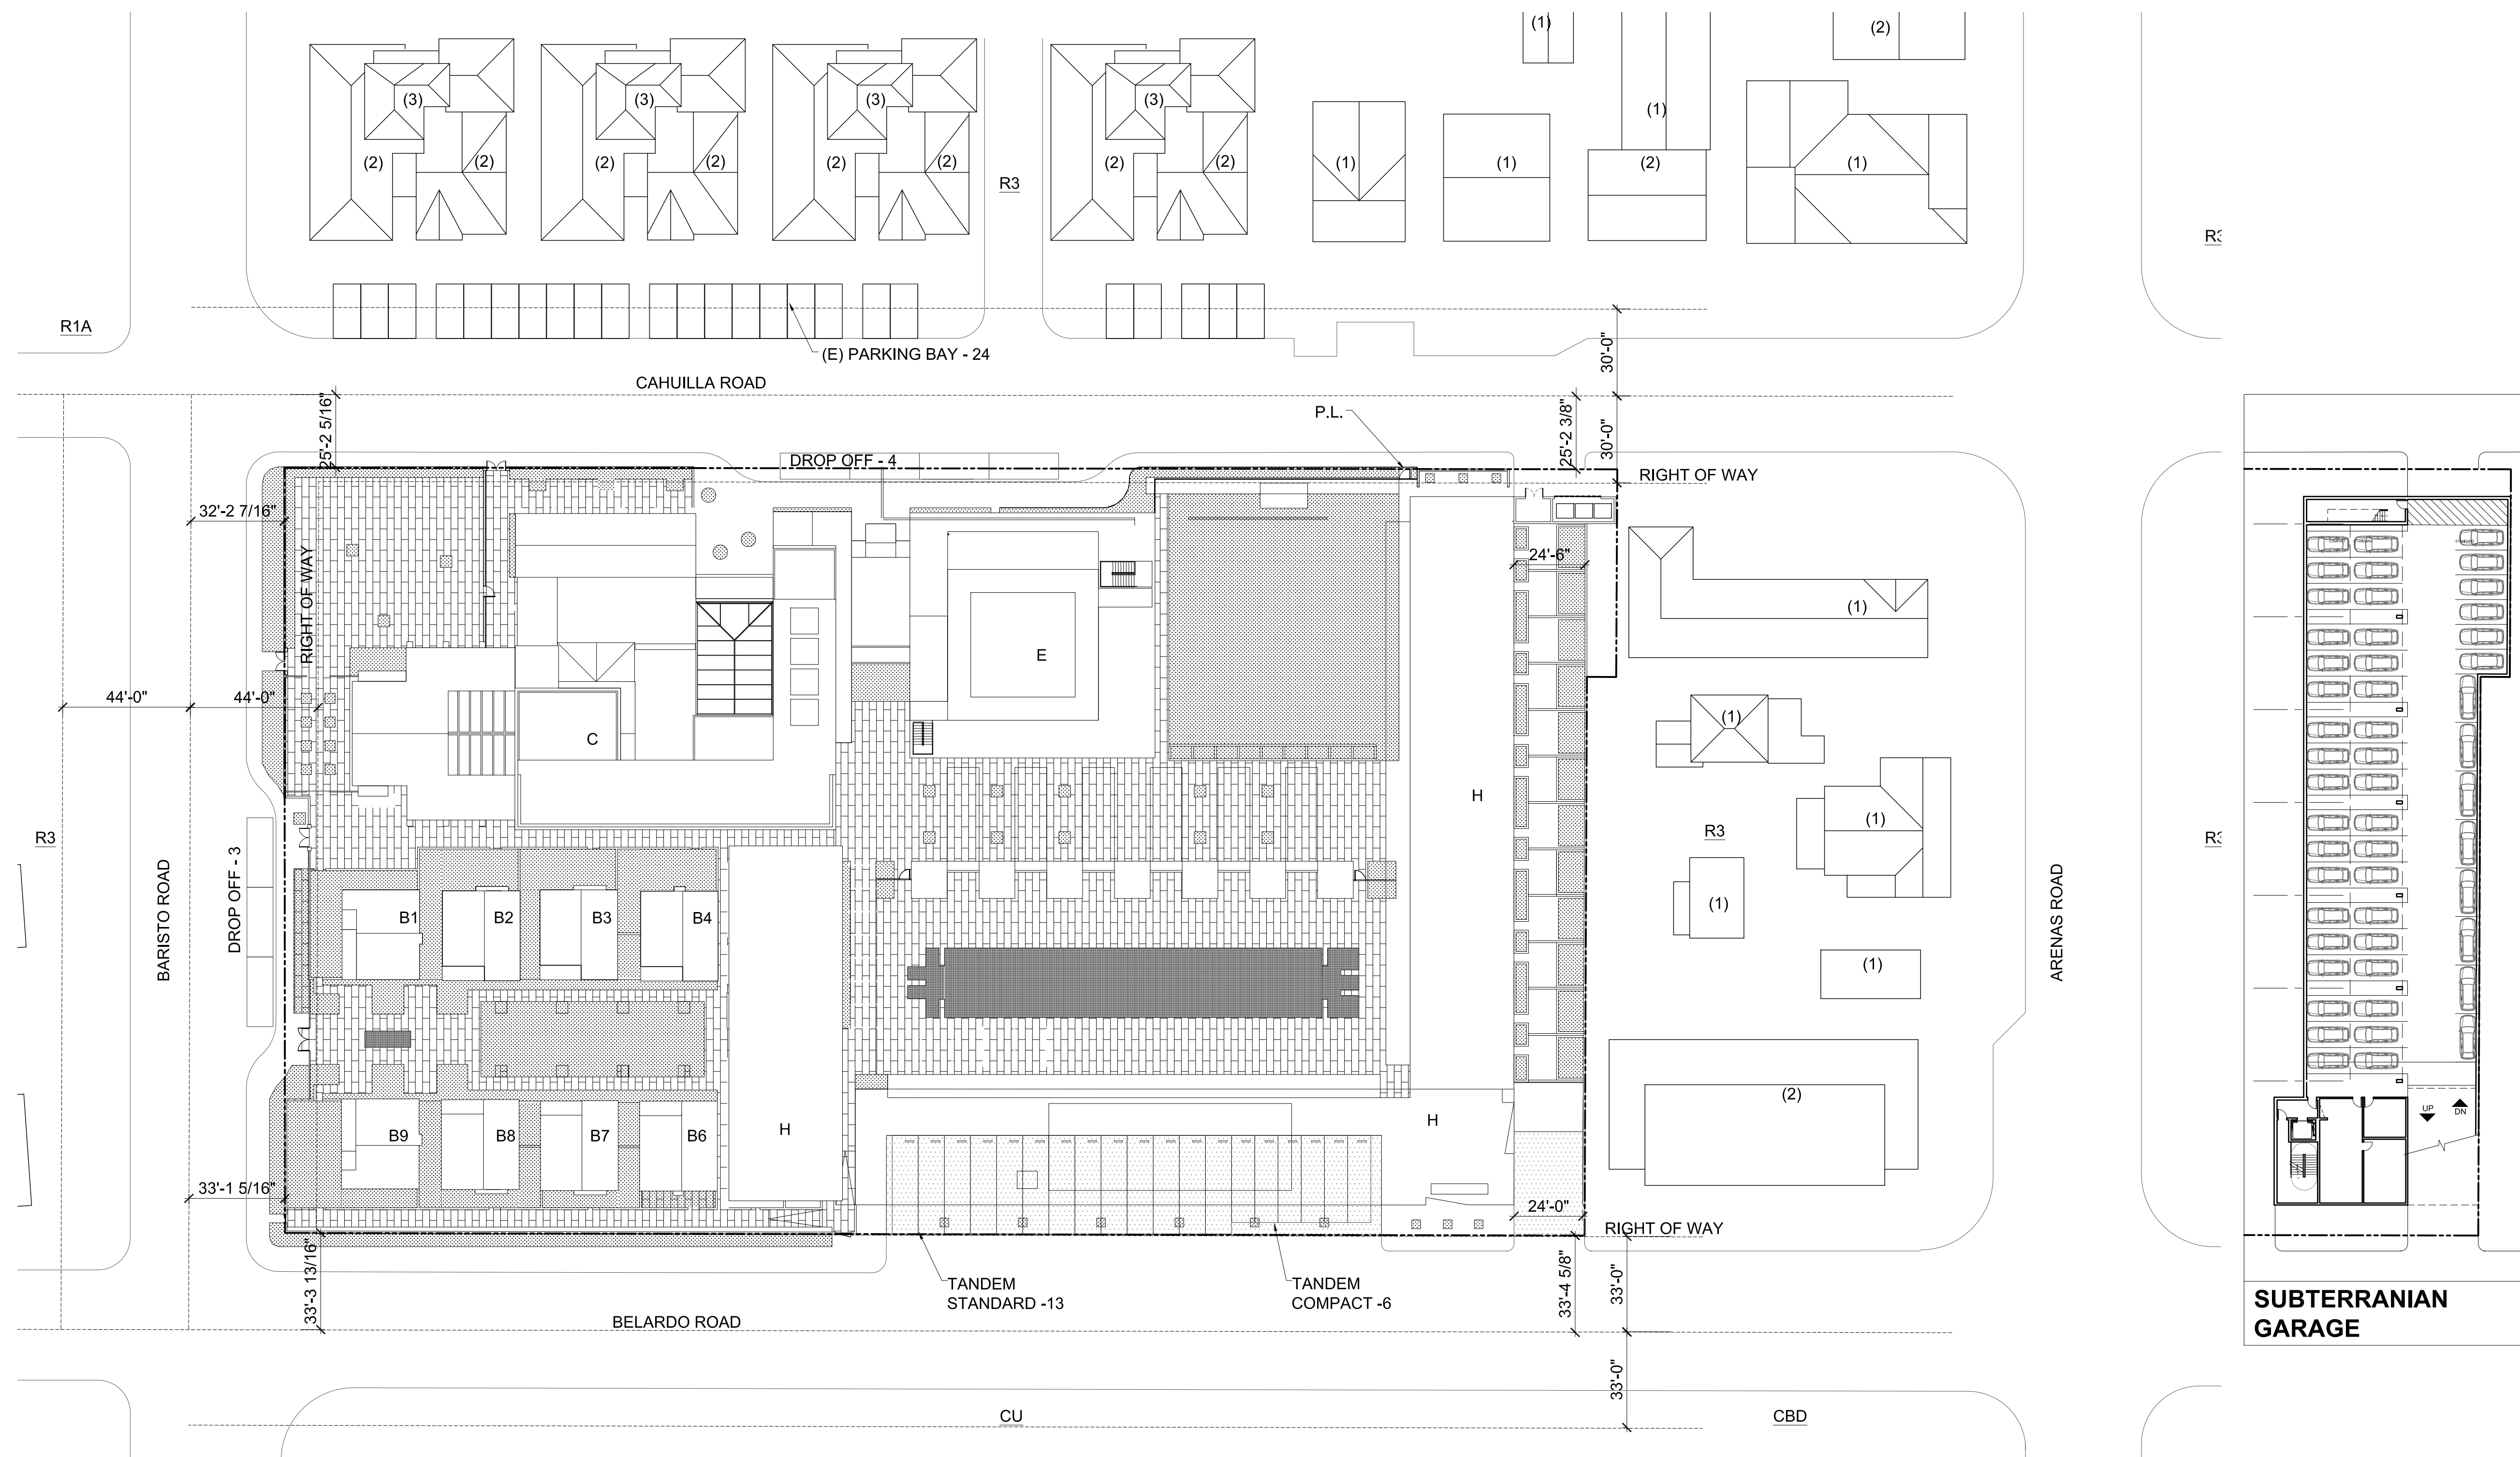 (1)
(2)
(3)
(3)
(3)
(3)
(1)
(2)
(2)
(2)
(2)
(2)
(2)
(2)
(2)
(1)
(1)
(2)
(1)
R3
R3
R1A
(E) PARKING BAY - 24
30'-0"
CAHUILLA ROAD
25'-2 5/16"
P.L.
25'-2 3/8"
30'-0"
DROP OFF - 4
RIGHT OF WAY
32'-2 7/16"
RIGHT OF WAY
24'-6"
(1)
E
44'-0"
44'-0"
C
(1)
H
(1)
R3
R3
R3
BARISTO ROAD
DROP OFF - 3
B1
B2
B3
B4
(1)
ARENAS ROAD
(1)
(2)
B9
B8
B7
B6
H
H
UP
DN
33'-1 5/16"
24'-0"
RIGHT OF WAY
33'-3 13/16"
TANDEM
STANDARD -13
TANDEM
COMPACT -6
33'-4 5/8"
33'-0"
SUBTERRANIAN
GARAGE
BELARDO ROAD
33'-0"
CU
CBD